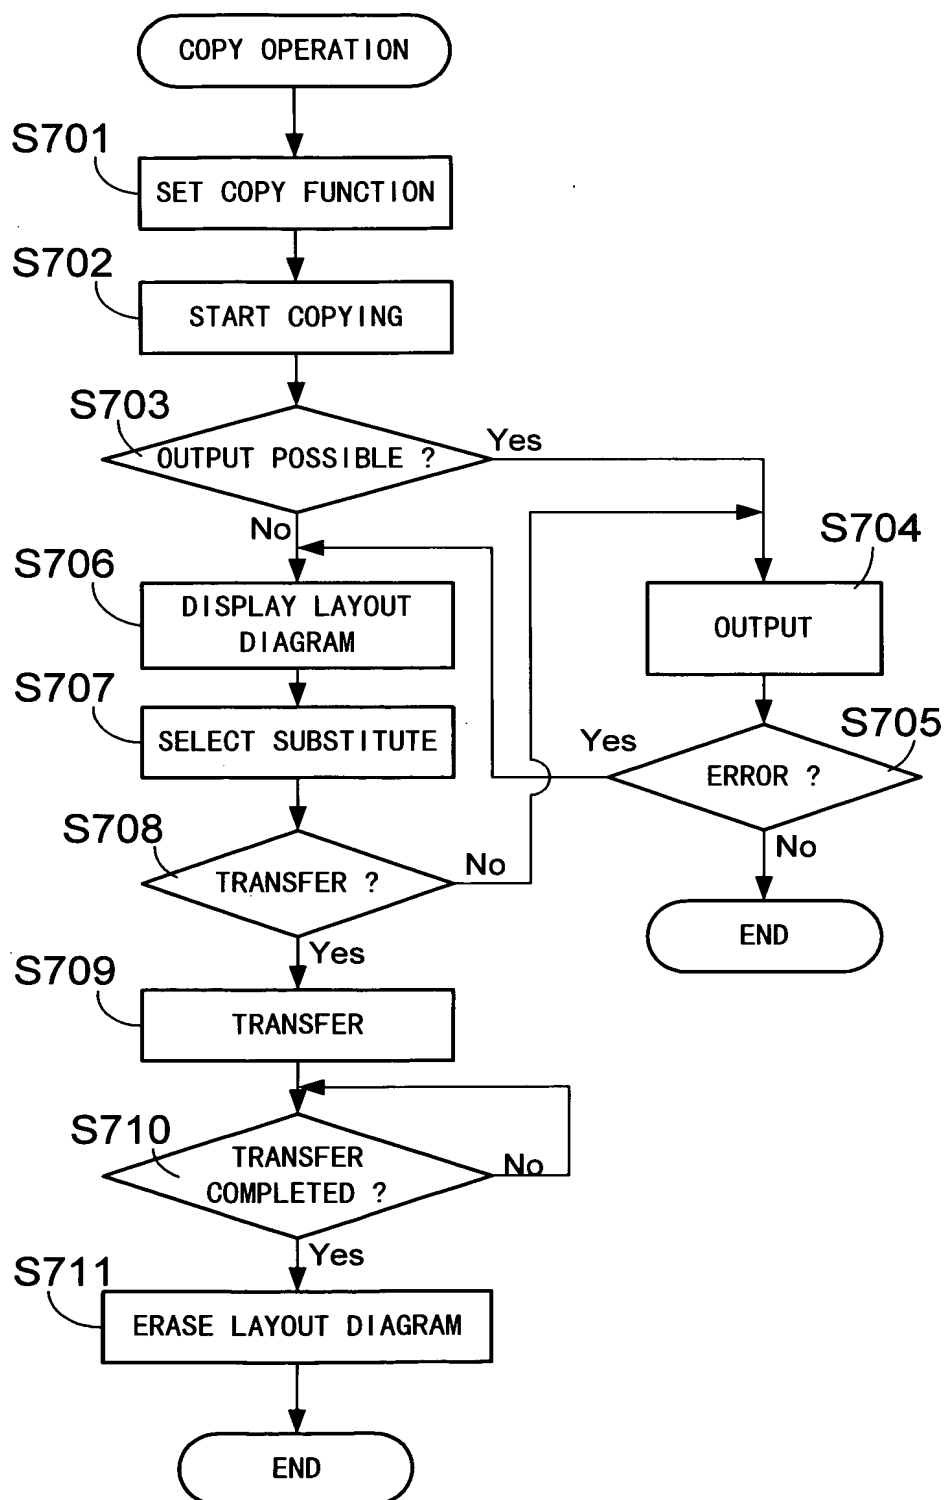 COPY OPERATION
S701
SET COPY FUNCTION
S702
START COPYING
S703
OUTPUT POSSIBLE ?
Yes
No
S704
OUTPUT
S706
DISPLAY LAYOUT
DIAGRAM
S707
SELECT SUBSTITUTE
S705
Yes
ERROR ?
No
END
S708
TRANSFER ?
No
Yes
S709
TRANSFER
S710
TRANSFER
COMPLETED ?
No
Yes
S711
ERASE LAYOUT DIAGRAM
END